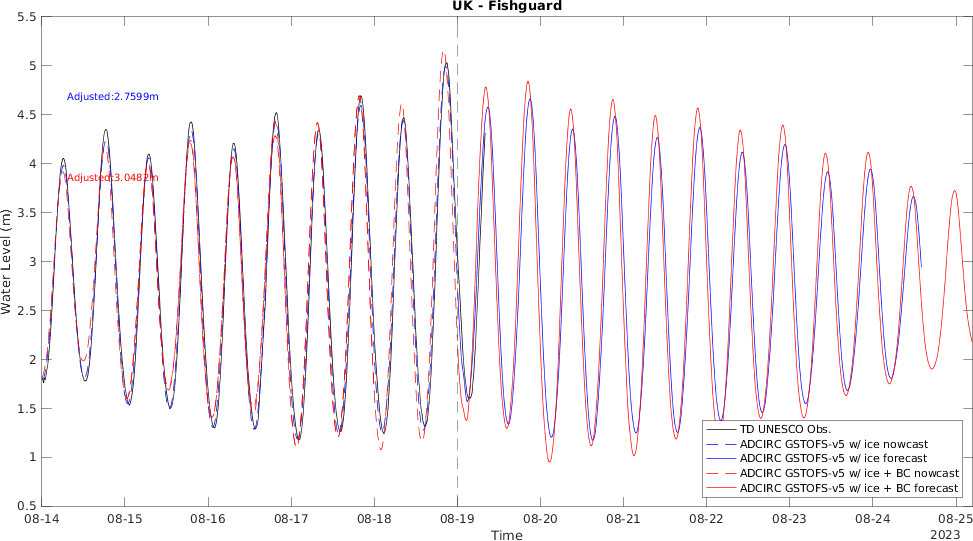 UK - Fishguard
5.5
5
4.5
4
3.5
3
2.5
2
1.5
1
0.5
Water Level (m)
Adjusted:2.7599m
Adjusted:3.0482m
TD UNESCO Obs.
ADCIRC GSTOFS-v5 w/ ice nowcast
ADCIRC GSTOFS-v5 w/ ice forecast
ADCIRC GSTOFS-v5 w/ ice + BC nowcast
ADCIRC GSTOFS-v5 w/ ice + BC forecast
08-14 08-15 08-16 08-17 08-18 08-19 08-20 08-21 08-22 08-23 08-24 08-25
Time
2023